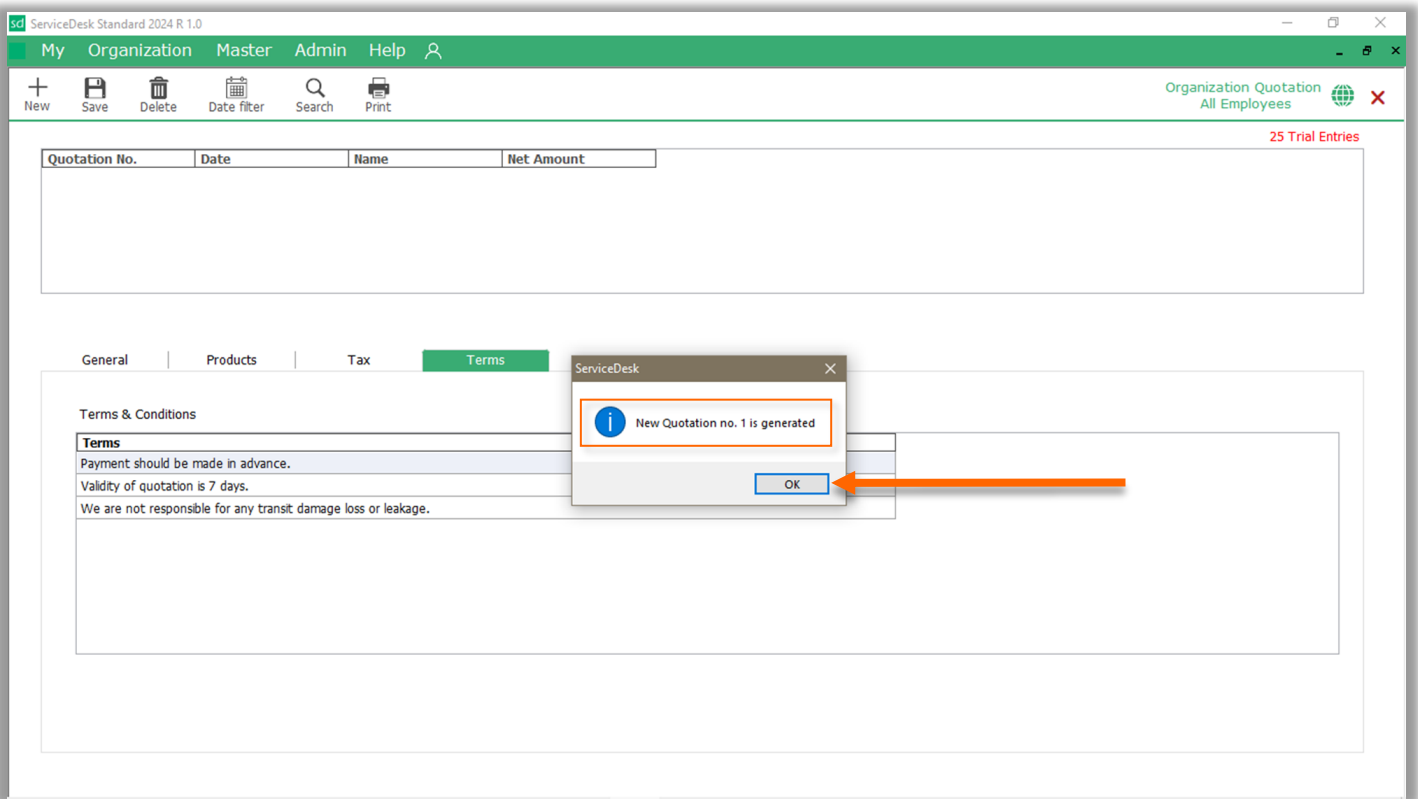 sd ServiceDesk Standard 2024 R 1.0
My Organization Master Admin Help
New Save Delete Date filter Search Print
Organization Quotation
All Employees
25 Trial Entries
Quotation No. Date Name Net Amount
General Products Tax Terms
ServiceDesk
New Quotation no. 1 is generated
OK
Terms & Conditions
Terms
Payment should be made in advance.
Validity of quotation is 7 days.
We are not responsible for any transit damage loss or leakage.